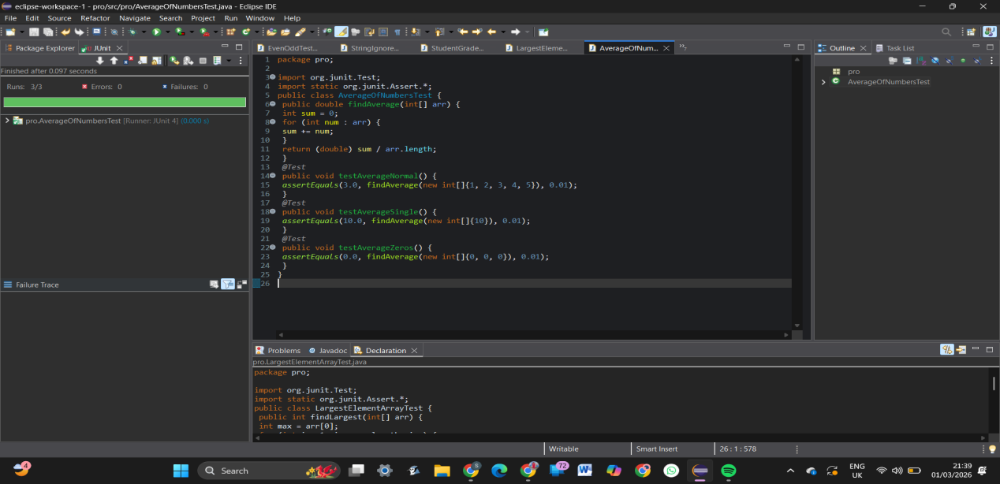 eclipse-workspace-1 - pro/src/pro/AverageOfNumbersTest.java - Eclipse IDE
File Edit Source Refactor Navigate Search Project Run Window Help
Package Explorer JUnit
Finished after 0.097 seconds
Runs: 3/3 Errors: 0 Failures: 0
pro.AverageOfNumbersTest [Runner: JUnit 4] (0.000 s)
Failure Trace
EvenOddTest... StringIgnore... StudentGrade... LargestEleme... AverageOfNum... 7
1 package pro;
2
3 import org.junit.Test;
4 import static org.junit.Assert.*;
5 public class AverageOfNumbersTest {
6 public double findAverage(int[] arr) {
7 int sum = 0;
8 for (int num : arr) {
9 sum += num;
10 }
11 return (double) sum / arr.length;
12 }
13 @Test
14 public void testAverageNormal() {
15 assertEquals(3.0, findAverage(new int[]{1, 2, 3, 4, 5}), 0.01);
16 }
17 @Test
18 public void testAverageSingle() {
19 assertEquals(10.0, findAverage(new int[]{10}), 0.01);
20 }
21 @Test
22 public void testAverageZeros() {
23 assertEquals(0.0, findAverage(new int[]{0, 0, 0}), 0.01);
24 }
25 }
26
Outline Task List
pro
AverageOfNumbersTest
Problems Javadoc Declaration
pro.LargestElementArrayTest.java
package pro;
import org.junit.Test;
import static org.junit.Assert.*;
public class LargestElementArrayTest {
public int findLargest(int[] arr) {
int max = arr[0];
Writable Smart Insert 26 : 1 : 578
4
Search
72
ENG
UK
21:39
01/03/2026